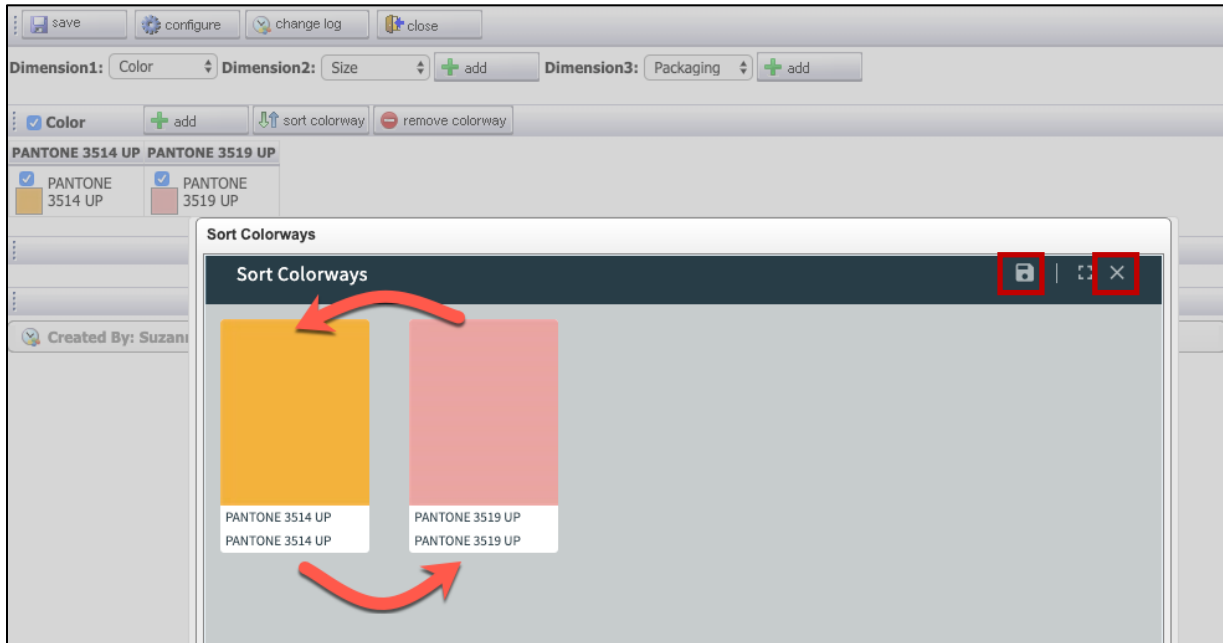 save configure change log close
Dimension1: Color Dimension2: Size add Dimension3: Packaging add
Color add sort colorway remove colorway
PANTONE 3514 UP PANTONE 3519 UP
PANTONE PANTONE
3514 UP 3519 UP
Sort Colorways
Sort Colorways
Created By:
PANTONE 3514 UP PANTONE 3519 UP
PANTONE 3514 UP PANTONE 3519 UP